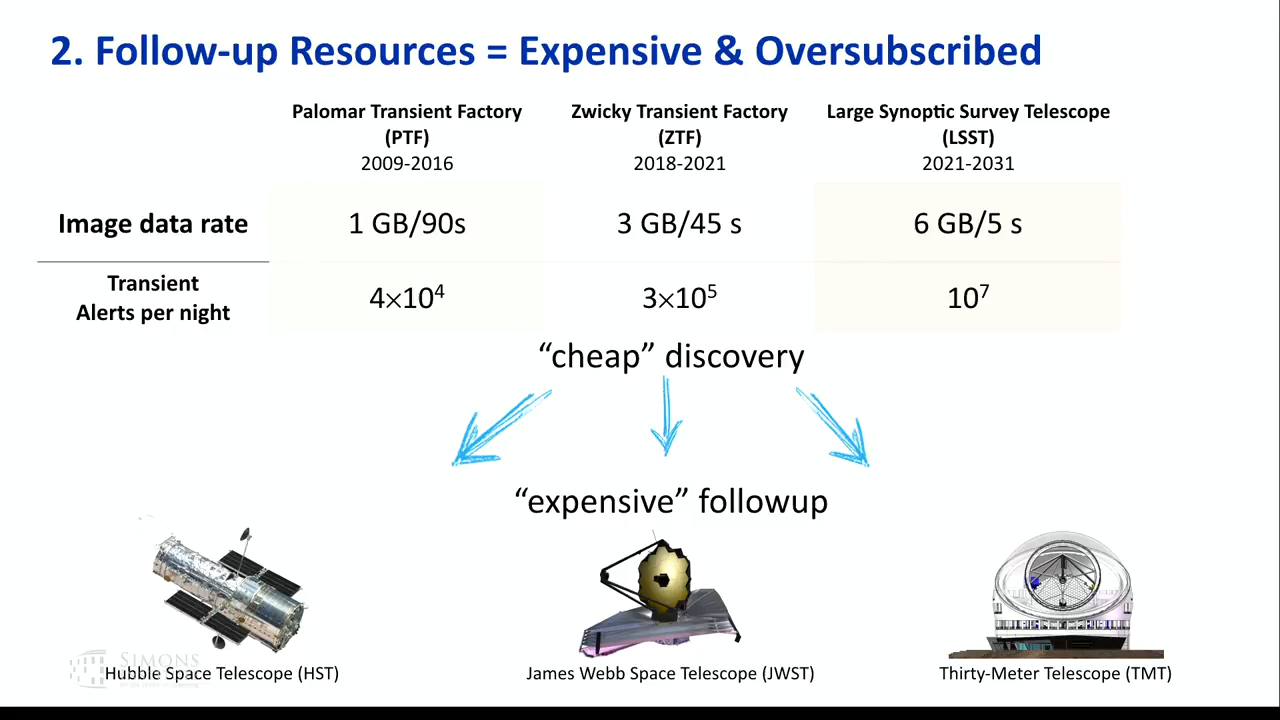 2. Follow-up Resources = Expensive & Oversubscribed
Palomar Transient Factory
(PTF)
2009-2016
Zwicky Transient Factory
(ZTF)
2018-2021
Large Synoptic Survey Telescope
(LSST)
2021-2031
Image data rate
1 GB/90s
3 GB/45 s
6 GB/5 s
Transient
Alerts per night
4×10⁴
3×10⁵
10⁷
“cheap” discovery
“expensive” followup
SIMONS
Hubble Space Telescope (HST)
James Webb Space Telescope (JWST)
Thirty-Meter Telescope (TMT)